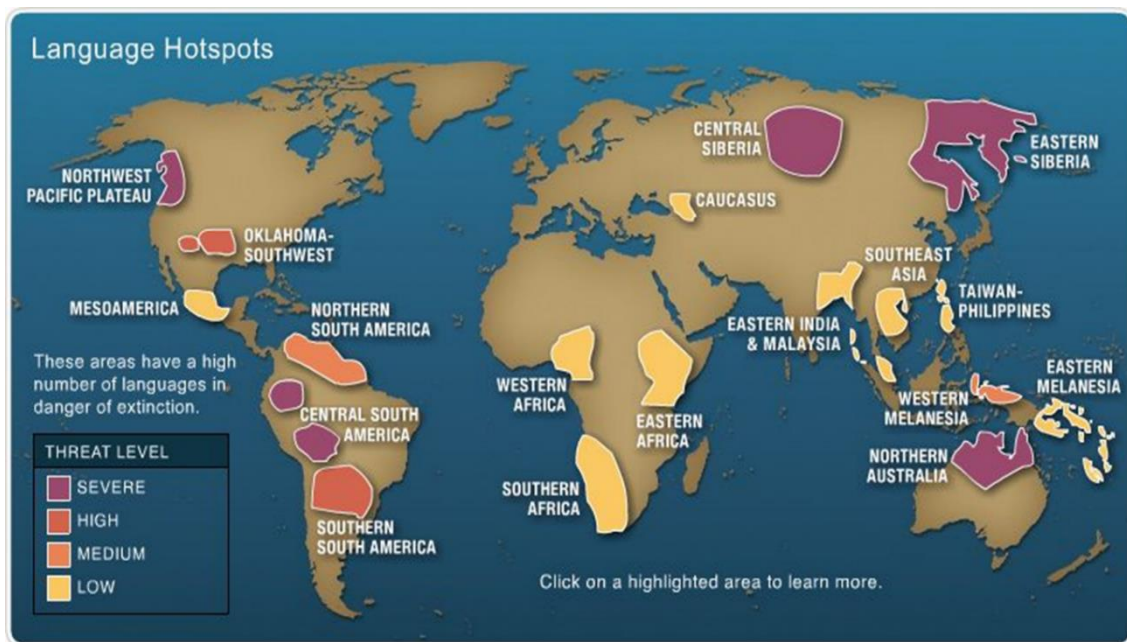 Language Hotspots
CENTRAL
SIBERIA
EASTERN
SIBERIA
NORTHWEST
PACIFIC PLATEAU
CAUCASUS
OKLAHOMA-
SOUTHWEST
SOUTHEAST
ASIA
MESOAMERICA
NORTHERN
SOUTH AMERICA
TAIWAN-
PHILIPPINES
EASTERN INDIA
& MALAYSIA
These areas have a high
number of languages in
danger of extinction.
WESTERN
AFRICA
EASTERN
AFRICA
WESTERN
MELANESIA
EASTERN
MELANESIA
CENTRAL SOUTH
AMERICA
NORTHERN
AUSTRALIA
SOUTHERN
AFRICA
SOUTHERN
SOUTH AMERICA
THREAT LEVEL
SEVERE
HIGH
MEDIUM
LOW
Click on a highlighted area to learn more.